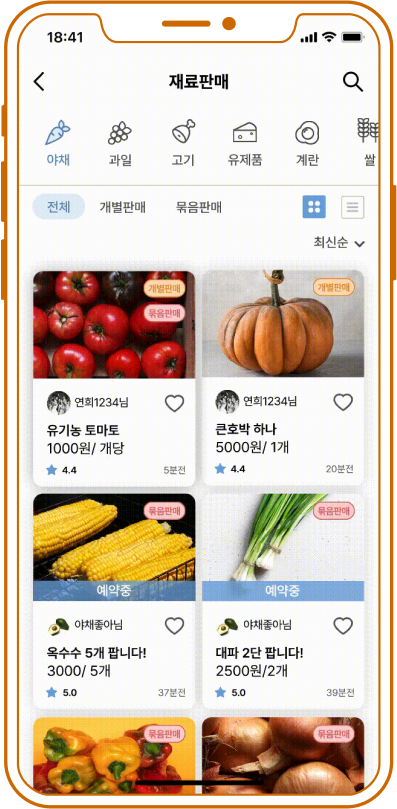 18:41
재료판매
야채 과일 고기 유제품 계란 쌀
전체 개별판매 묶음판매
최신순
개별판매
묶음판매
연희1234님
유기농 토마토
1000원/ 개당
4.4 5분전
개별판매
연희1234님
큰호박 하나
5000원/ 1개
4.4 20분전
묶음판매
예약중
야채좋아님
옥수수 5개 팝니다!
3000/ 5개
5.0 37분전
묶음판매
예약중
야채좋아님
대파 2단 팝니다!
2500원/2개
5.0 39분전
묶음판매
묶음판매